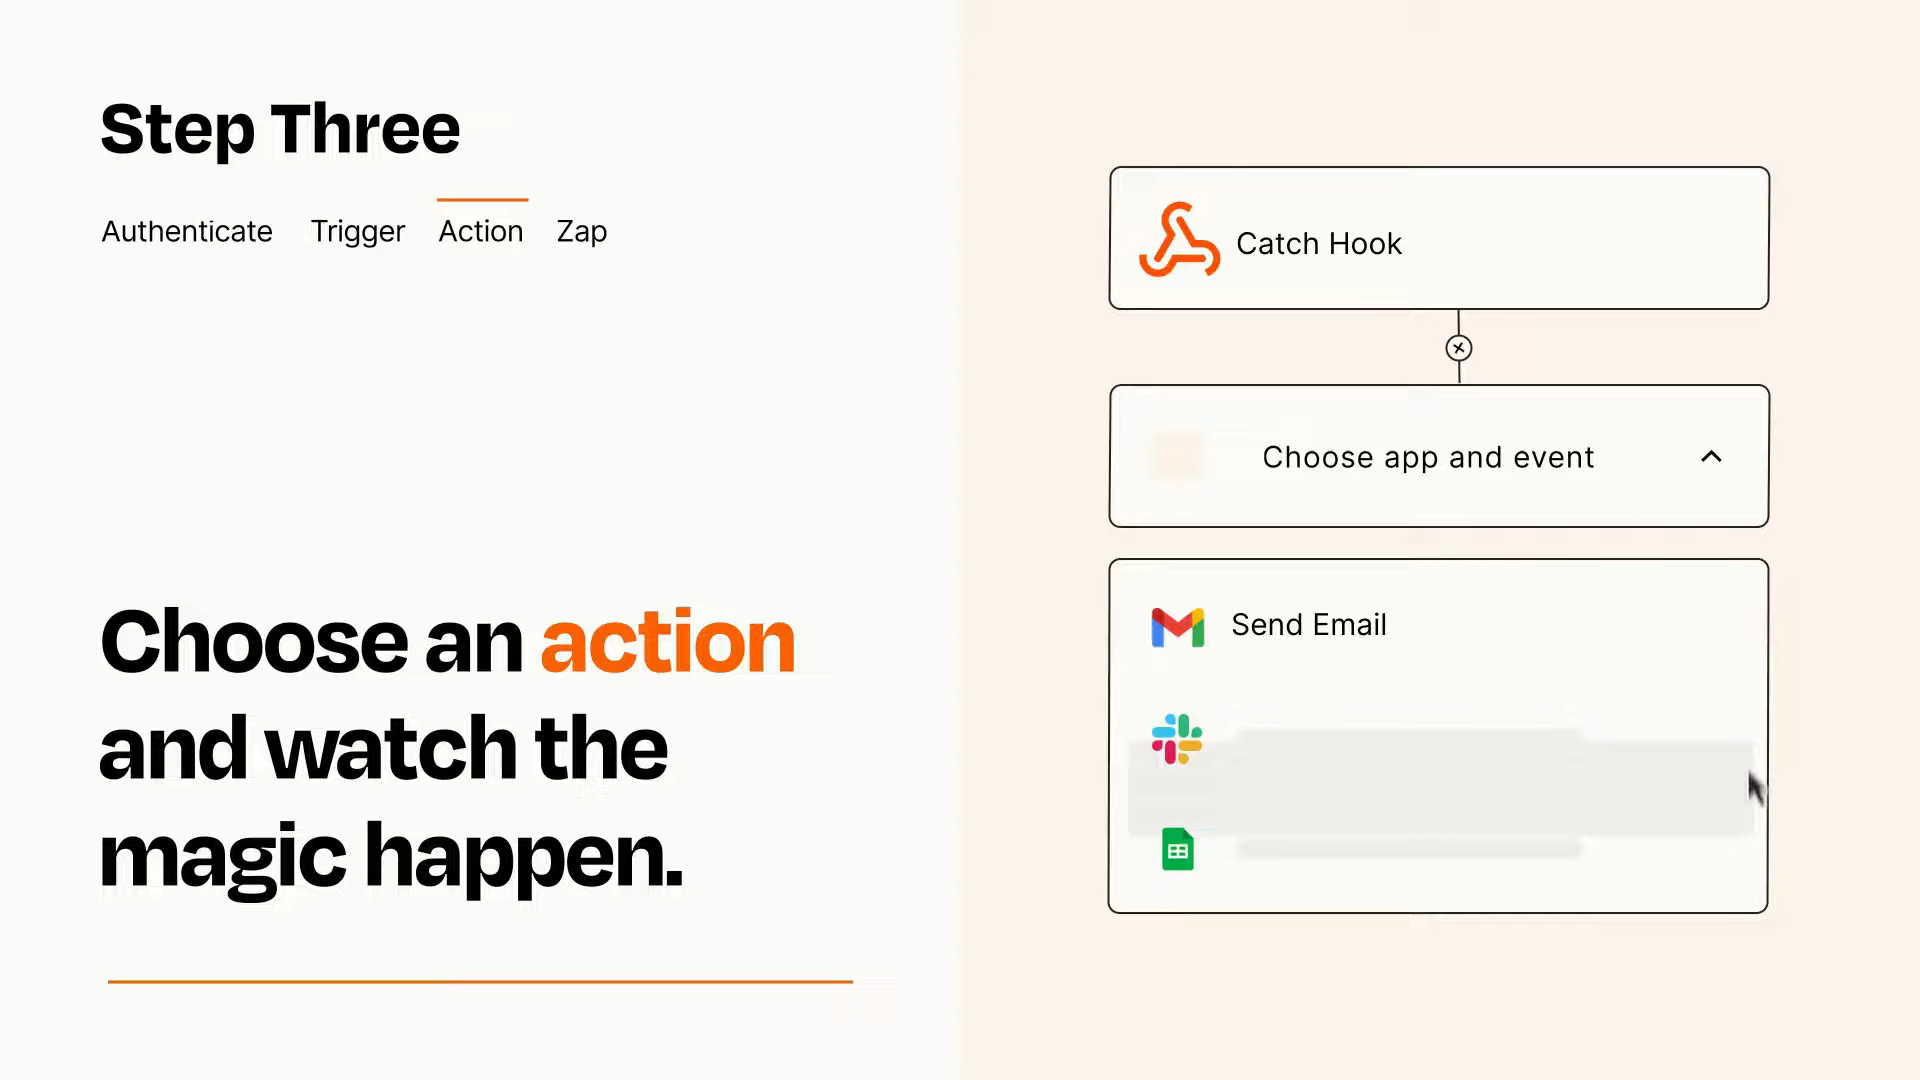 Step Three
Authenticate Trigger Action Zap
Choose an action
and watch the
magic happen.
Catch Hook
Choose app and event
Send Email